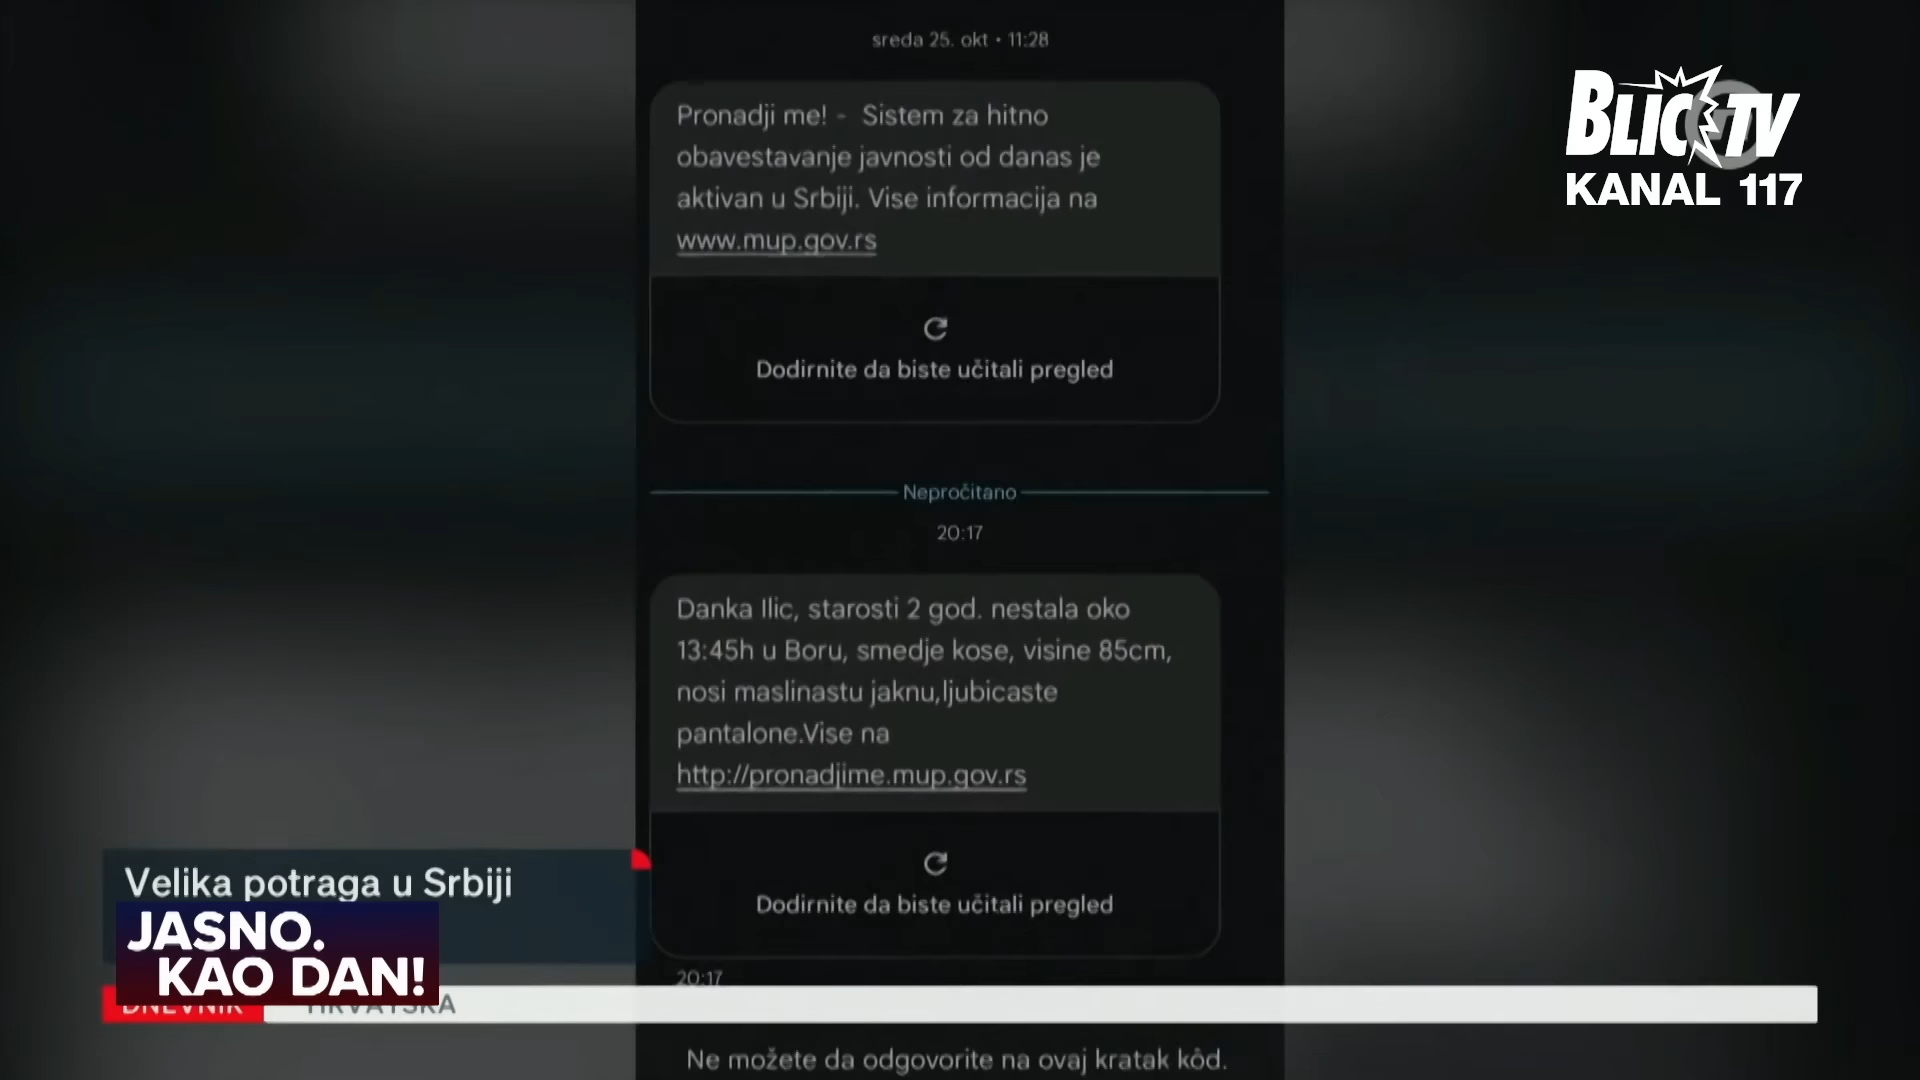 sreda 25. okt • 11:28
Pronadji me! - Sistem za hitno
obavestavanje javnosti od danas je
aktivan u Srbiji. Vise informacija na
www.mup.gov.rs
Dodirnite da biste učitali pregled
Nepročitano
20:17
Danka Ilic, starosti 2 god. nestala oko
13:45h u Boru, smedje kose, visine 85cm,
nosi maslinastu jaknu,ljubicaste
pantalone.Vise na
http://pronadjime.mup.gov.rs
Dodirnite da biste učitali pregled
20:17
Ne možete da odgovorite na ovaj kratak kôd.
BLIC TV
KANAL 117
Velika potraga u Srbiji
JASNO.
KAO DAN!
DNEVNIK HRVATSKA